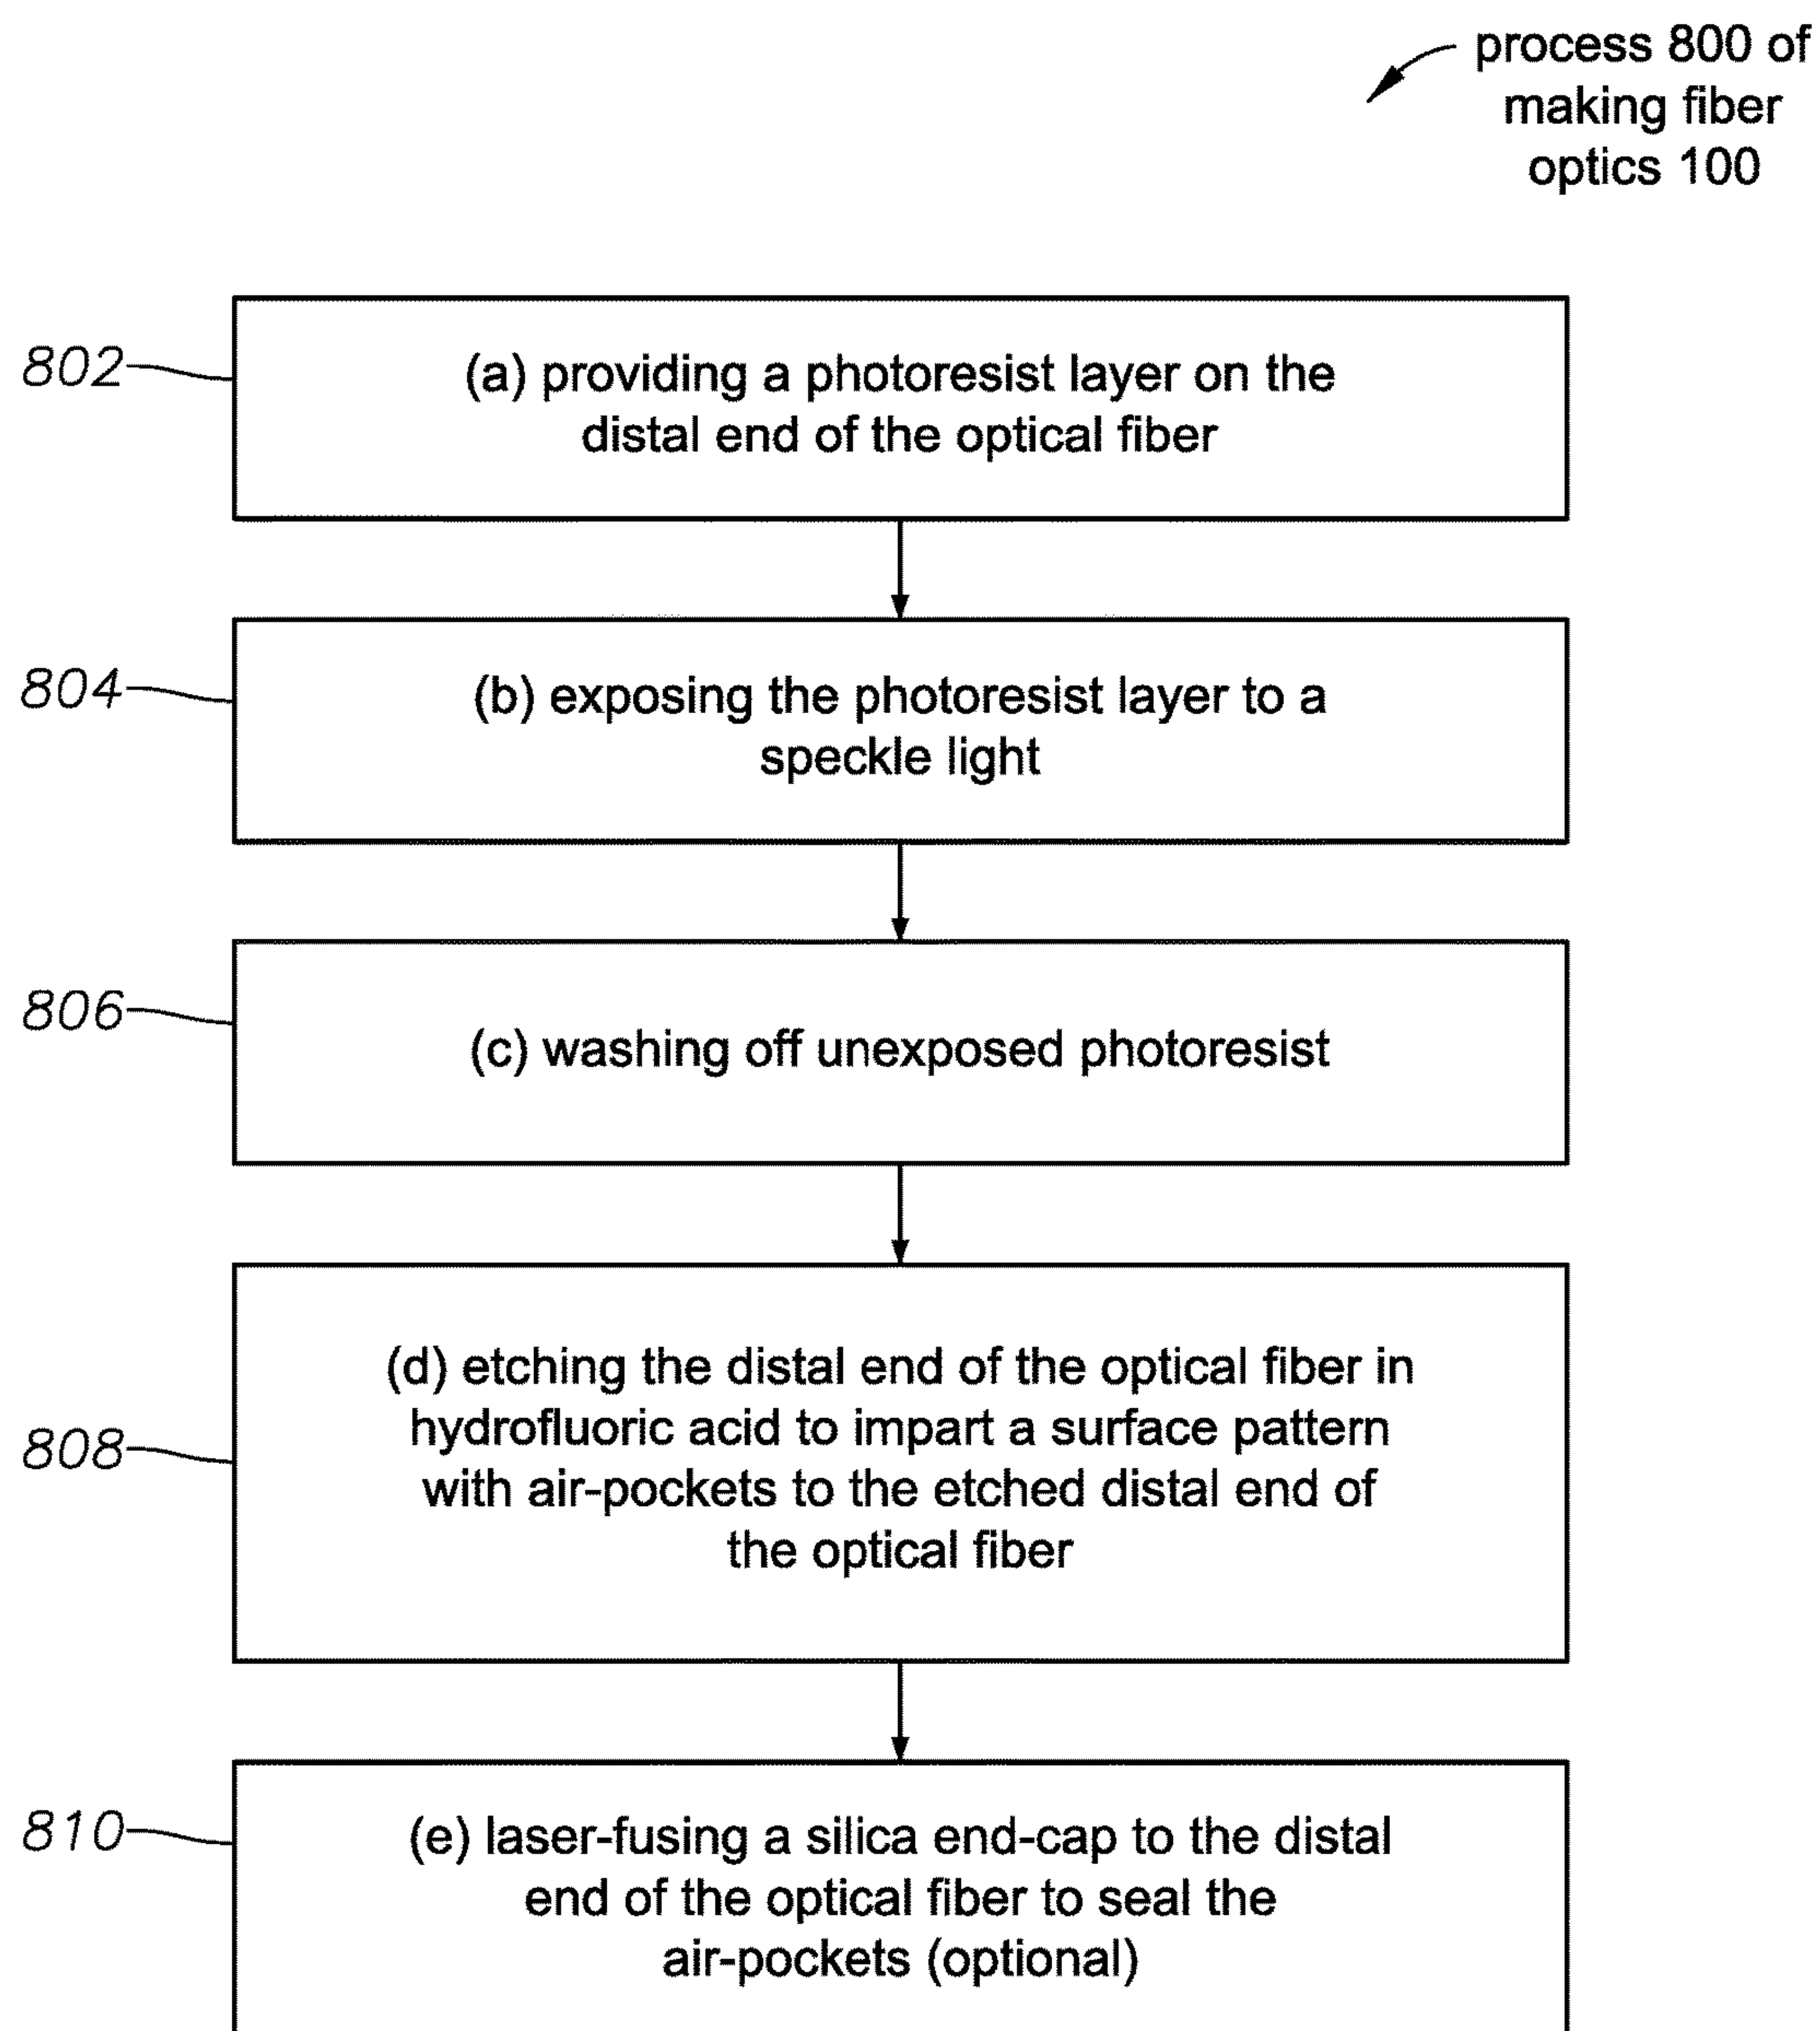 process 800 of
making fiber
optics 100
802
(a) providing a photoresist layer on the
distal end of the optical fiber
804
(b) exposing the photoresist layer to a
speckle light
806
(c) washing off unexposed photoresist
808
(d) etching the distal end of the optical fiber in
hydrofluoric acid to impart a surface pattern
with air-pockets to the etched distal end of
the optical fiber
810
(e) laser-fusing a silica end-cap to the distal
end of the optical fiber to seal the
air-pockets (optional)